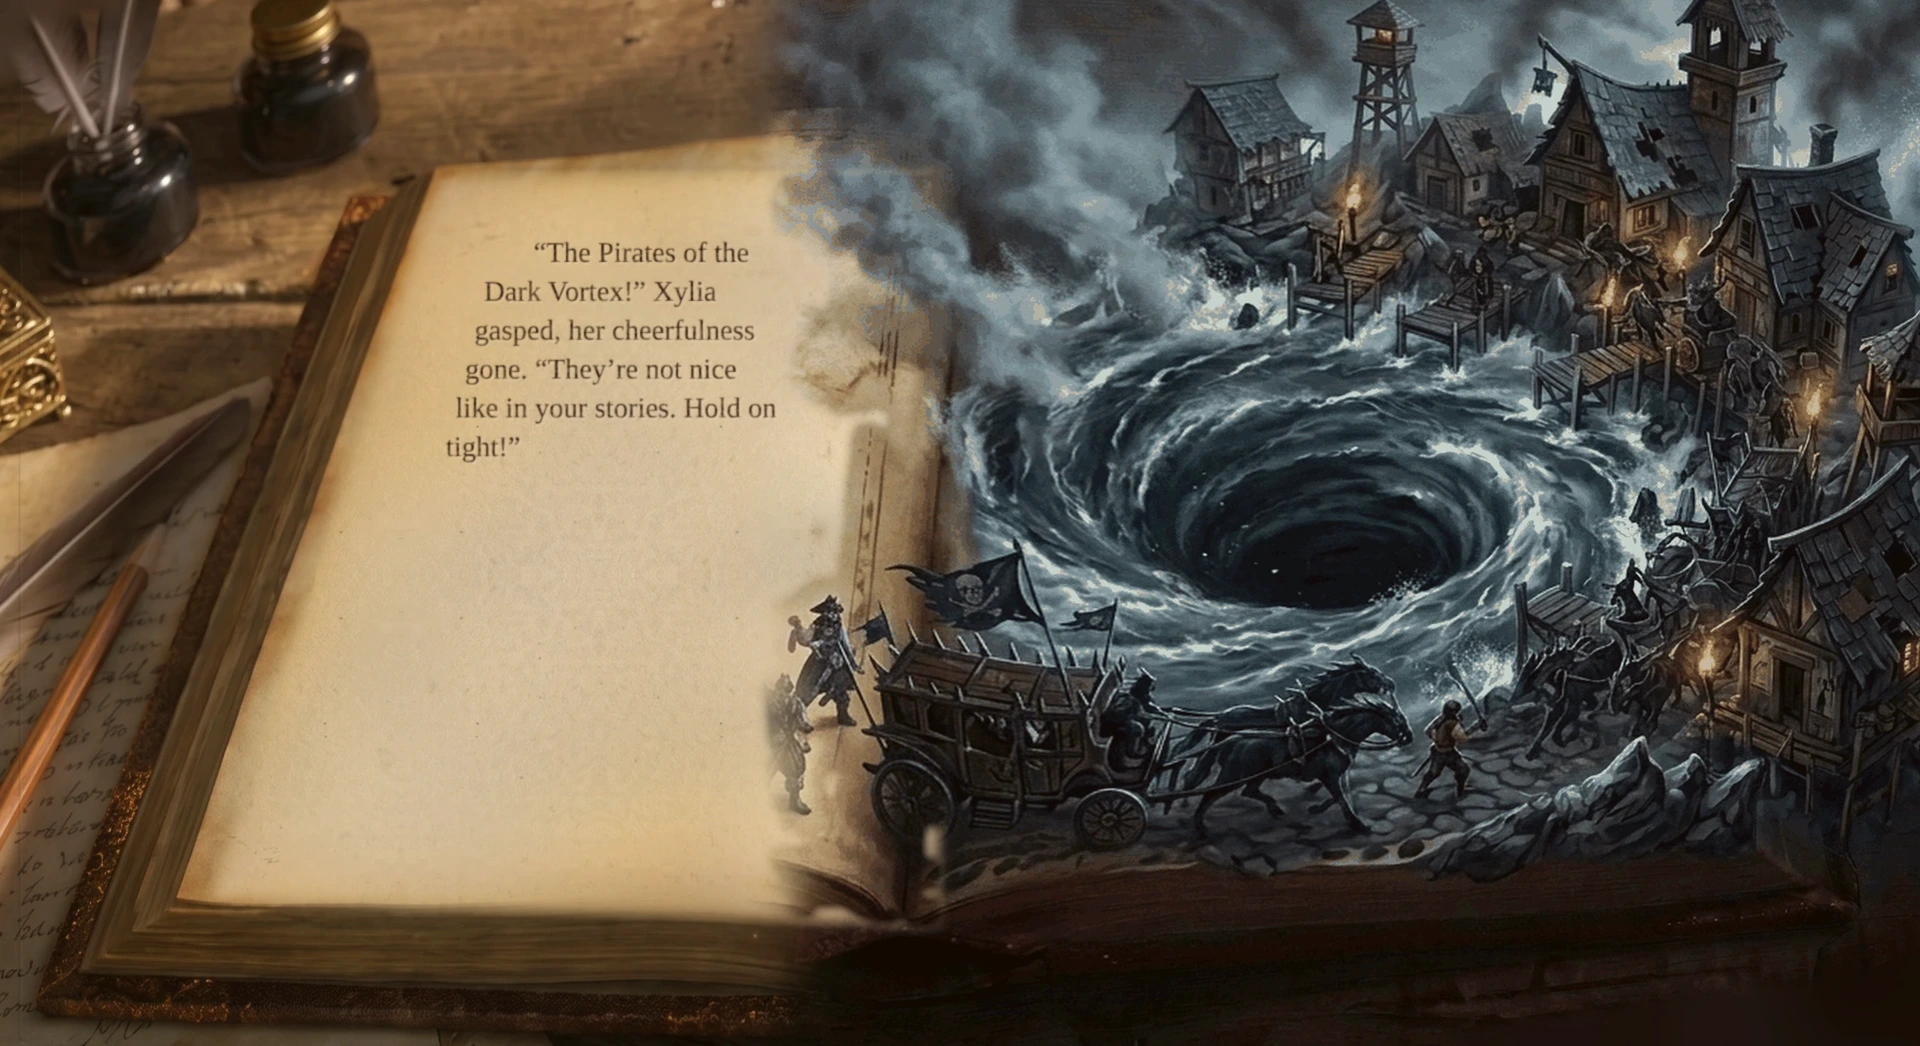 “The Pirates of the
Dark Vortex!” Xylia
gasped, her cheerfulness
gone. “They’re not nice
like in your stories. Hold on
tight!”